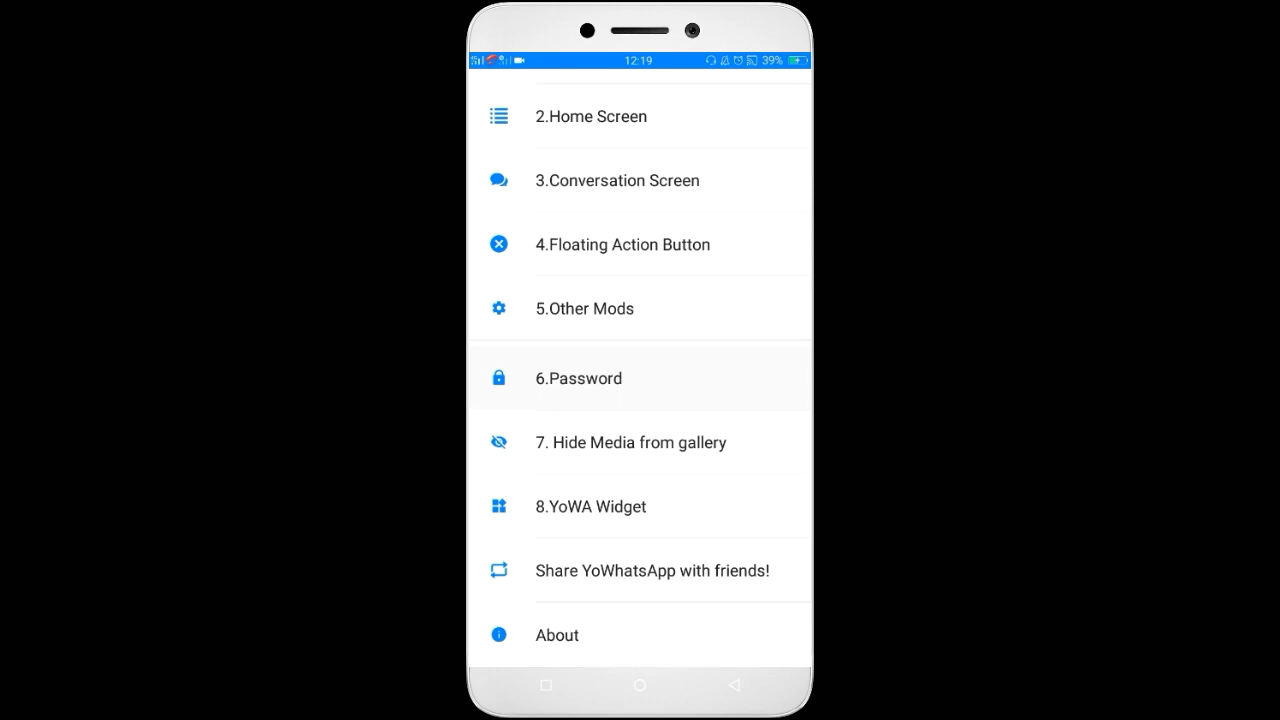 12:19
39%
2.Home Screen
3.Conversation Screen
4.Floating Action Button
5.Other Mods
6.Password
7. Hide Media from gallery
8.YoWA Widget
Share YoWhatsApp with friends!
About